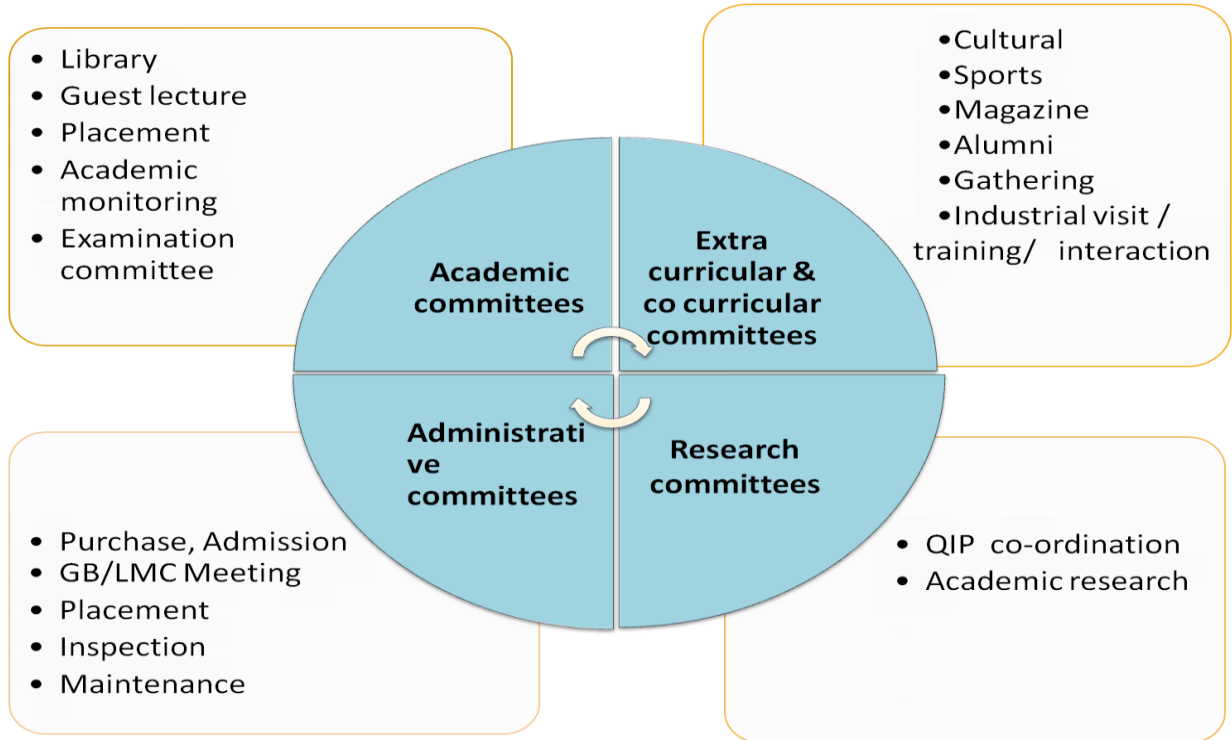 • Library
• Guest lecture
• Placement
• Academic
monitoring
• Examination
committee
•Cultural
•Sports
•Magazine
•Alumni
•Gathering
•Industrial visit /
training/ interaction
Academic
committees
Extra
curricular &
co curricular
committees
Administrati
ve
committees
Research
committees
• Purchase, Admission
• GB/LMC Meeting
• Placement
• Inspection
• Maintenance
• QIP co-ordination
• Academic research